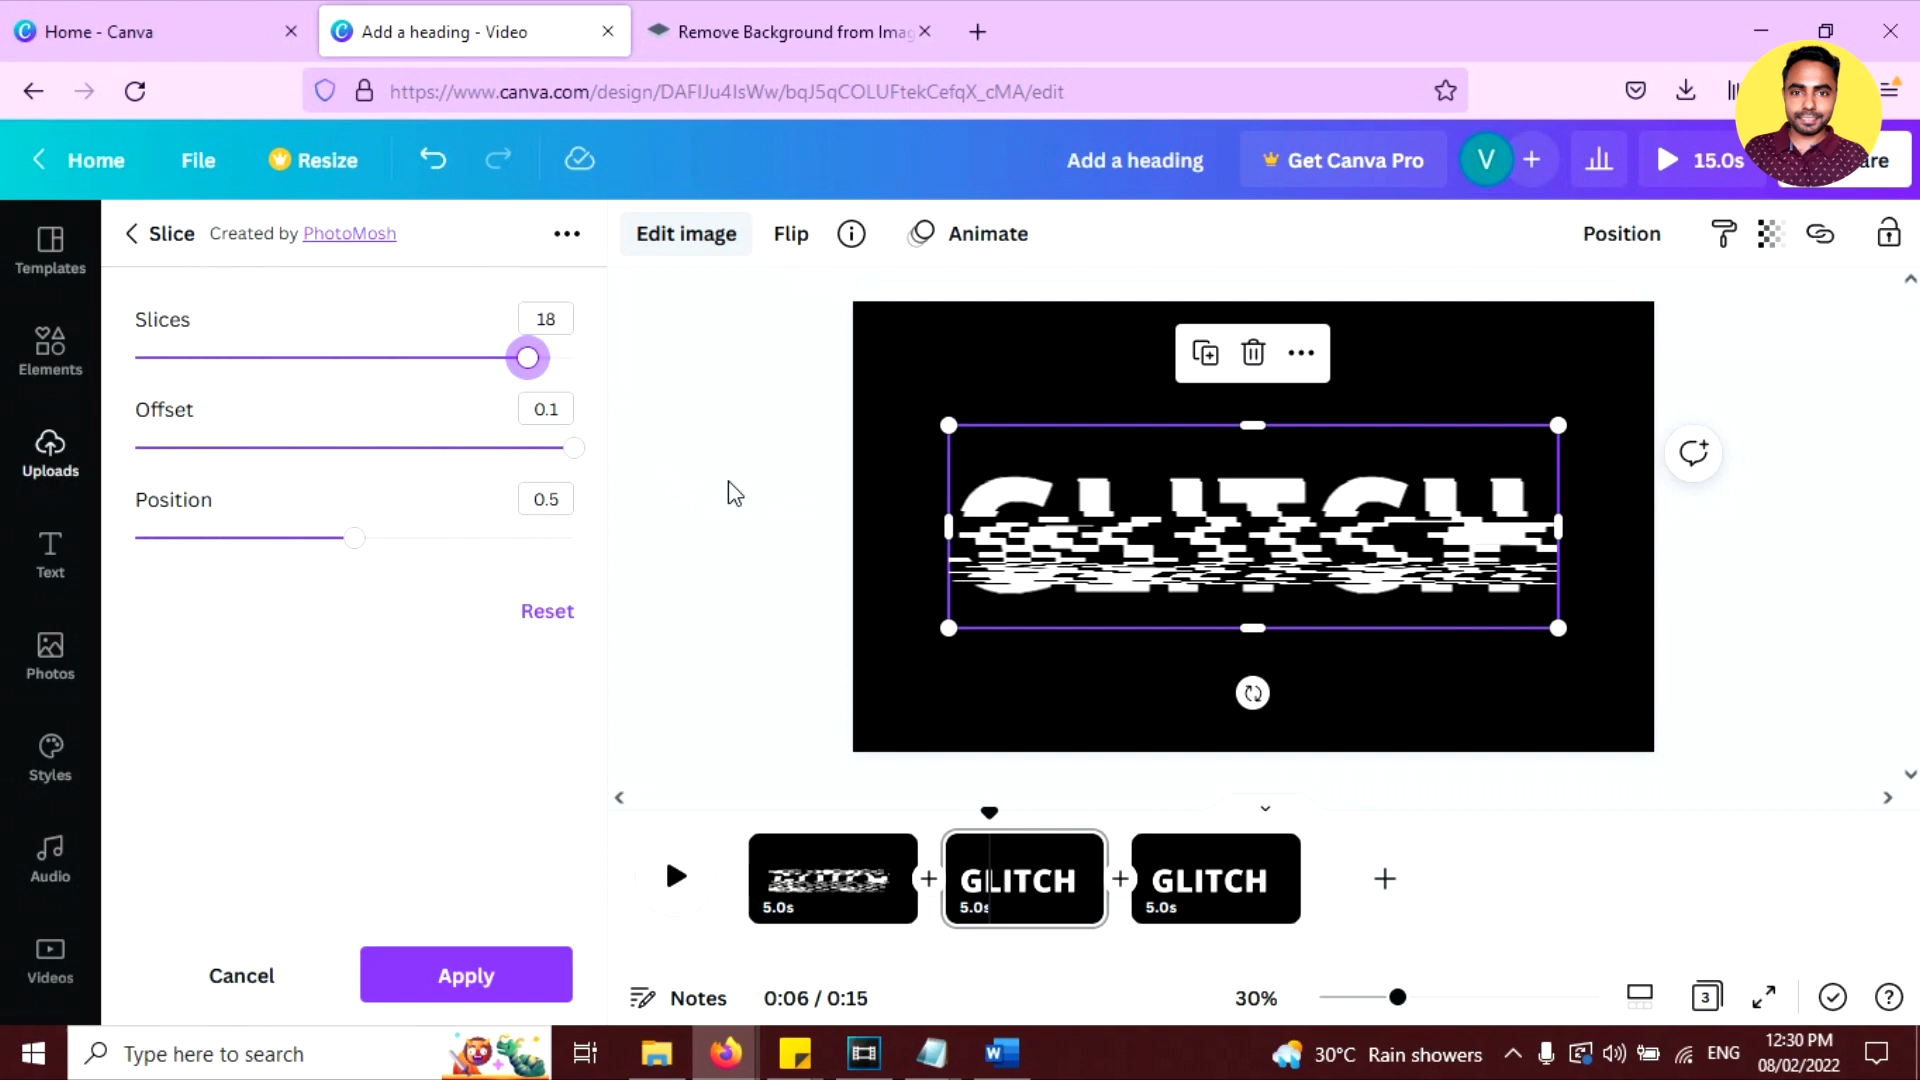 Home - Canva
Add a heading - Video
Remove Background from Imag
https://www.canva.com/design/DAFIJu4IsWw/bqJ5qCOLUFtekCefqX_cMA/edit
Home
File
Resize
Add a heading
Get Canva Pro
V
15.0s
are
Templates
Elements
Uploads
Text
Photos
Styles
Audio
Videos
Slice
Created by PhotoMosh
Slices
18
Offset
0.1
Position
0.5
Reset
Cancel
Apply
Edit image
Flip
Animate
Position
GLITCH
5.0s
GLITCH
5.0s
GLITCH
5.0s
Notes
0:06 / 0:15
30%
3
Type here to search
30°C Rain showers
ENG
12:30 PM
08/02/2022